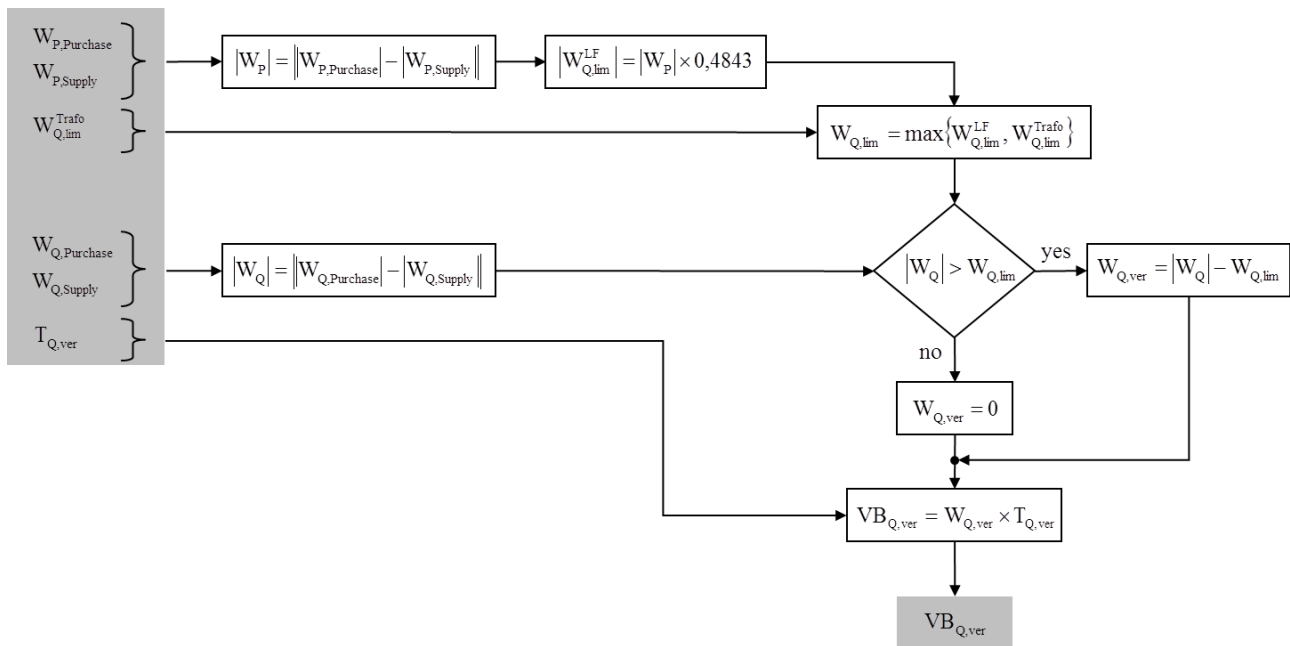 W_P,Purchase
W_P,Supply
|W_P| = ||W_P,Purchase| − |W_P,Supply||
|W_Q,lim^LF| = |W_P| × 0,4843
W_Q,lim^Trafo
W_Q,lim = max{W_Q,lim^LF, W_Q,lim^Trafo}
W_Q,Purchase
W_Q,Supply
|W_Q| = ||W_Q,Purchase| − |W_Q,Supply||
|W_Q| > W_Q,lim
yes
W_Q,ver = |W_Q| − W_Q,lim
T_Q,ver
no
W_Q,ver = 0
VB_Q,ver = W_Q,ver × T_Q,ver
VB_Q,ver